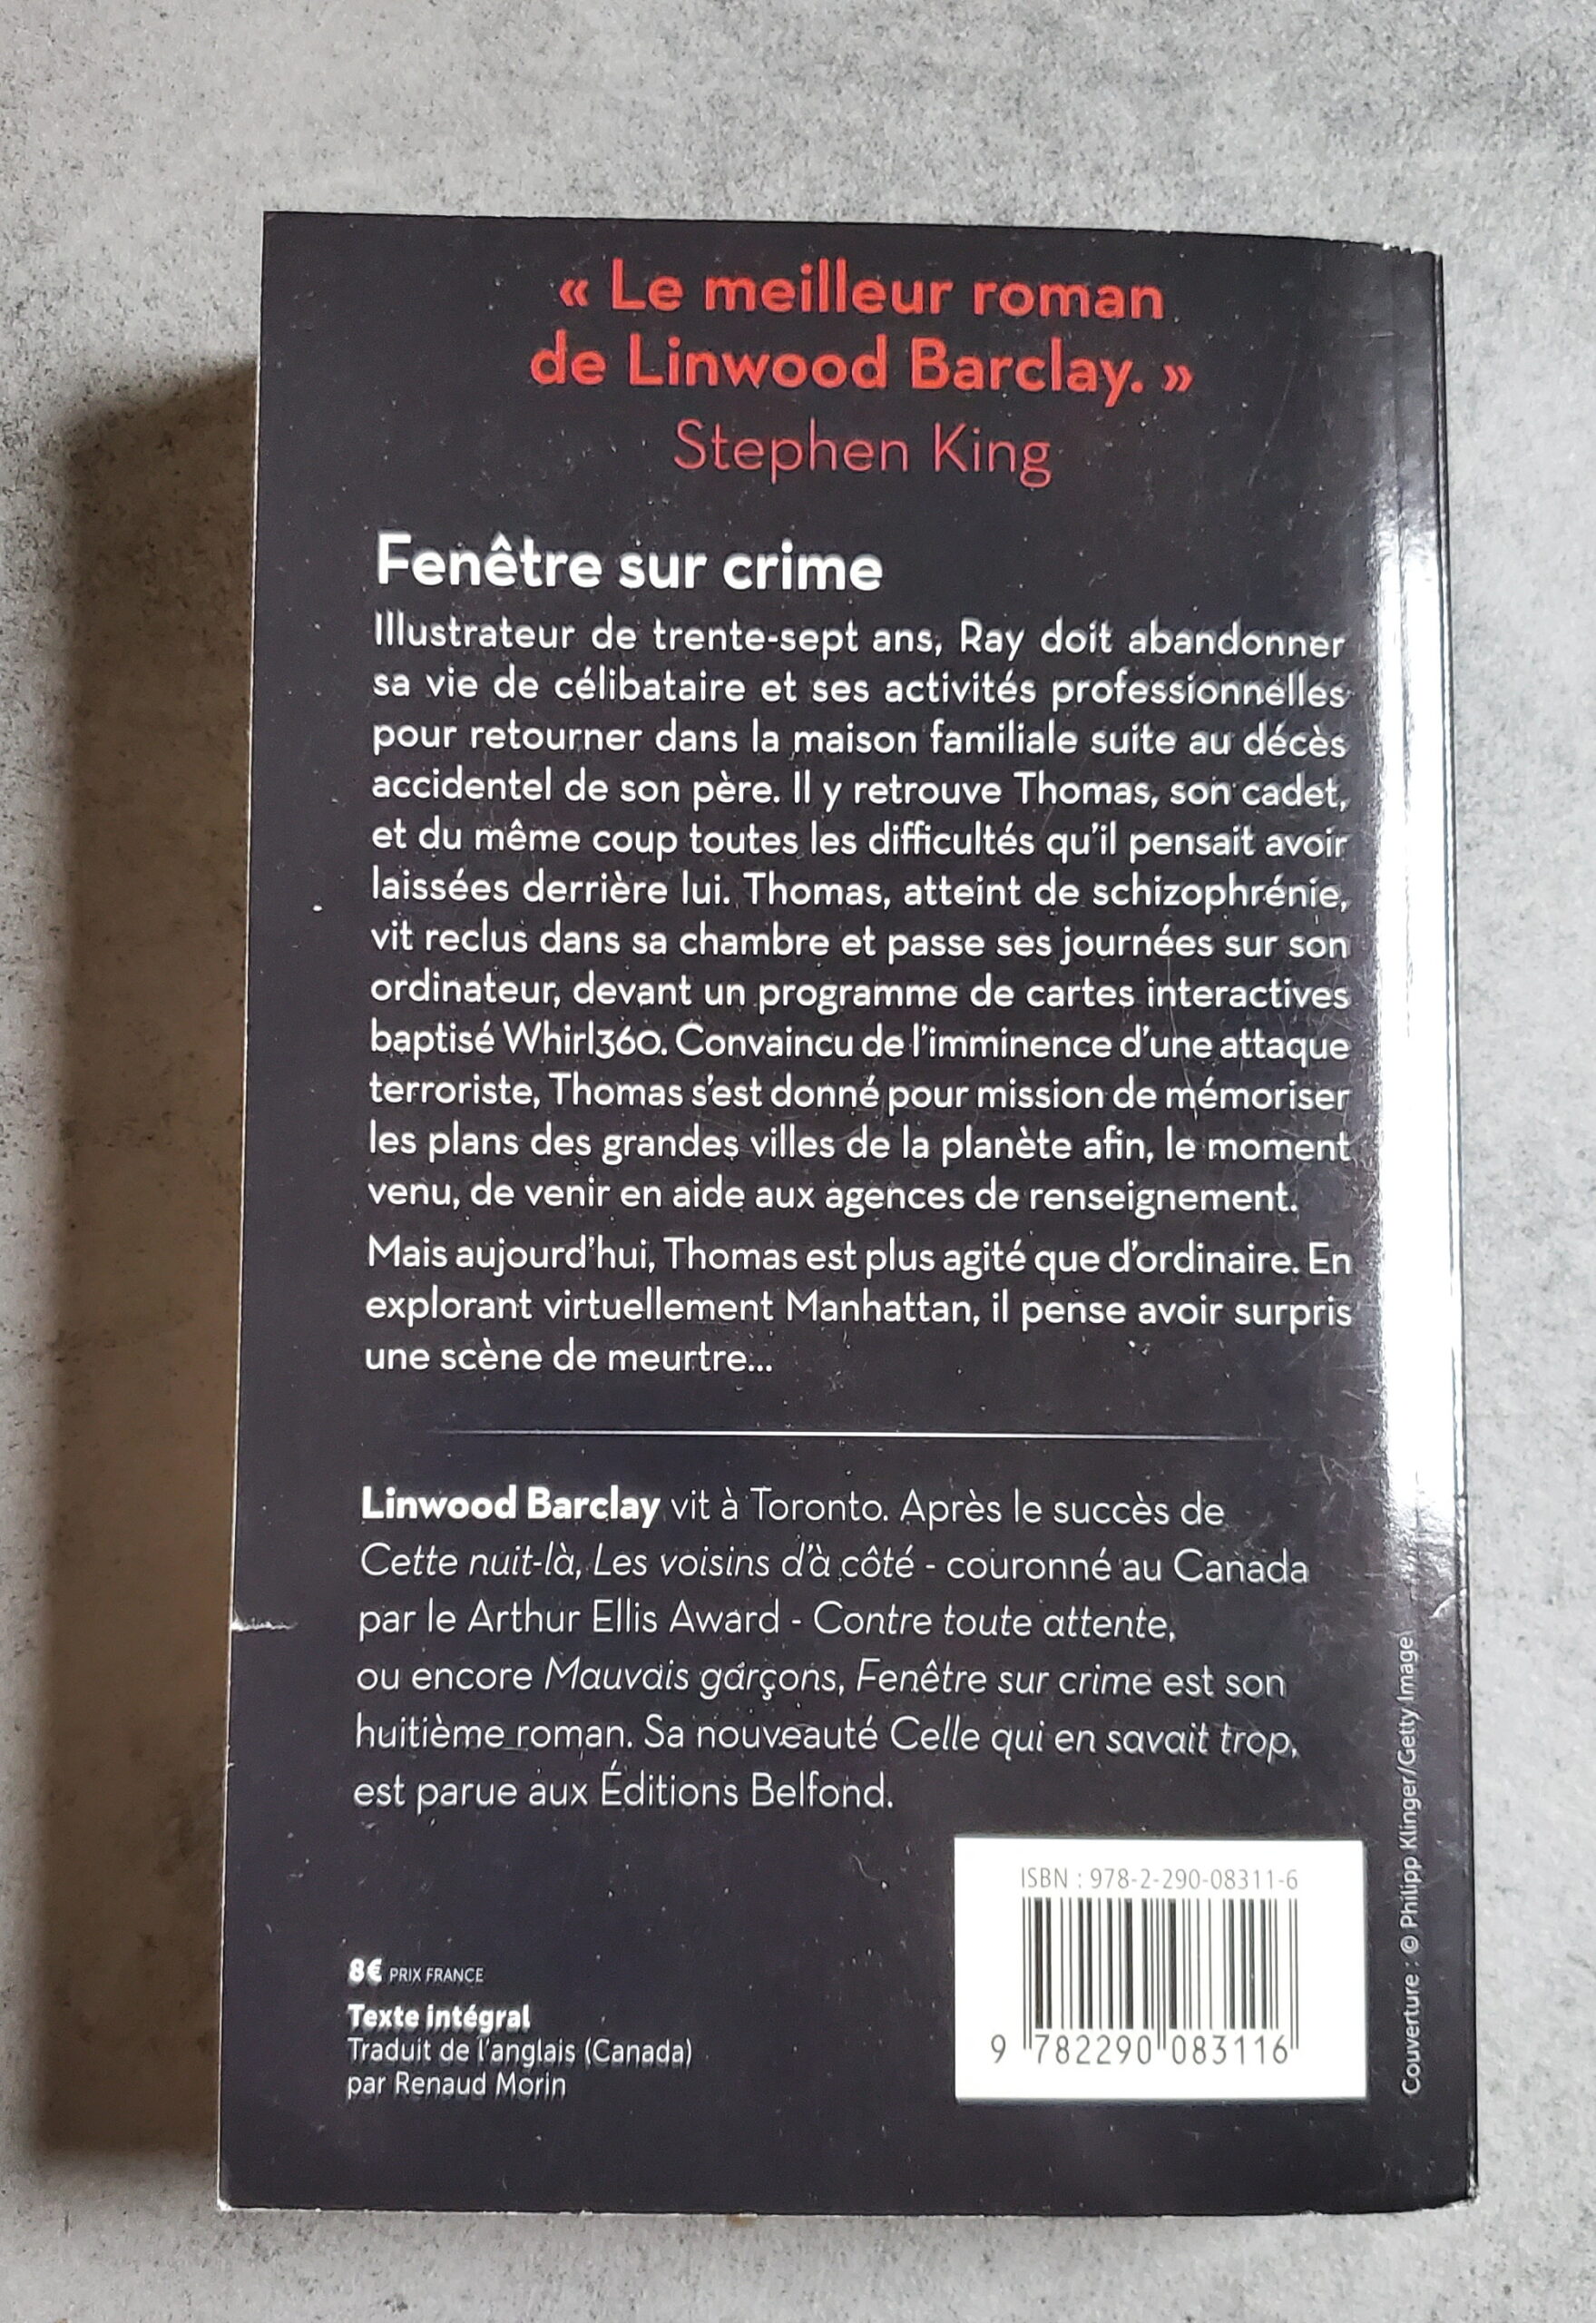 « Le meilleur roman
de Linwood Barclay. »
Stephen King
Fenêtre sur crime
Illustrateur de trente-sept ans, Ray doit abandonner
sa vie de célibataire et ses activités professionnelles
pour retourner dans la maison familiale suite au décès
accidentel de son père. Il y retrouve Thomas, son cadet,
et du même coup toutes les difficultés qu'il pensait avoir
laissées derrière lui. Thomas, atteint de schizophrénie,
vit reclus dans sa chambre et passe ses journées sur son
ordinateur, devant un programme de cartes interactives
baptisé Whirl360. Convaincu de l'imminence d'une attaque
terroriste, Thomas s'est donné pour mission de mémoriser
les plans des grandes villes de la planète afin, le moment
venu, de venir en aide aux agences de renseignement.
Mais aujourd'hui, Thomas est plus agité que d'ordinaire. En
explorant virtuellement Manhattan, il pense avoir surpris
une scène de meurtre...
Linwood Barclay vit à Toronto. Après le succès de
Cette nuit-là, Les voisins d'à côté - couronné au Canada
par le Arthur Ellis Award - Contre toute attente,
ou encore Mauvais garçons, Fenêtre sur crime est son
huitième roman. Sa nouveauté Celle qui en savait trop,
est parue aux Éditions Belfond.
8€ PRIX FRANCE
Texte intégral
Traduit de l'anglais (Canada)
par Renaud Morin
ISBN : 978-2-290-08311-6
9 782290 083116
Couverture : © Philipp Klinger/Getty Image